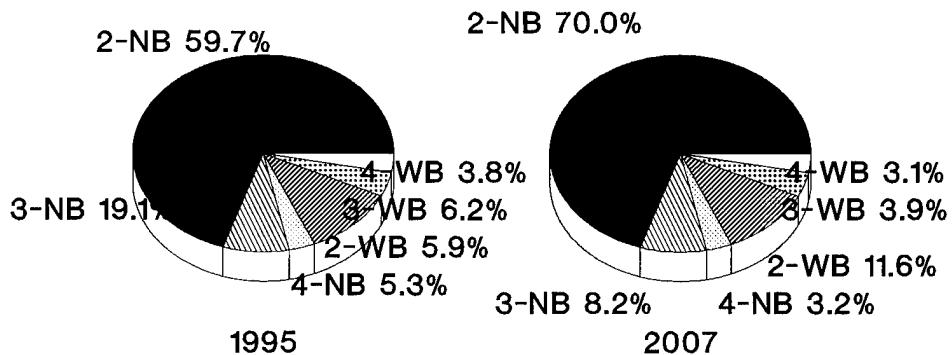 2-NB 59.7%
4-WB 3.8%
3-NB 19.1%
3-WB 6.2%
2-WB 5.9%
4-NB 5.3%
1995
2-NB 70.0%
4-WB 3.1%
3-WB 3.9%
2-WB 11.6%
3-NB 8.2%
4-NB 3.2%
2007